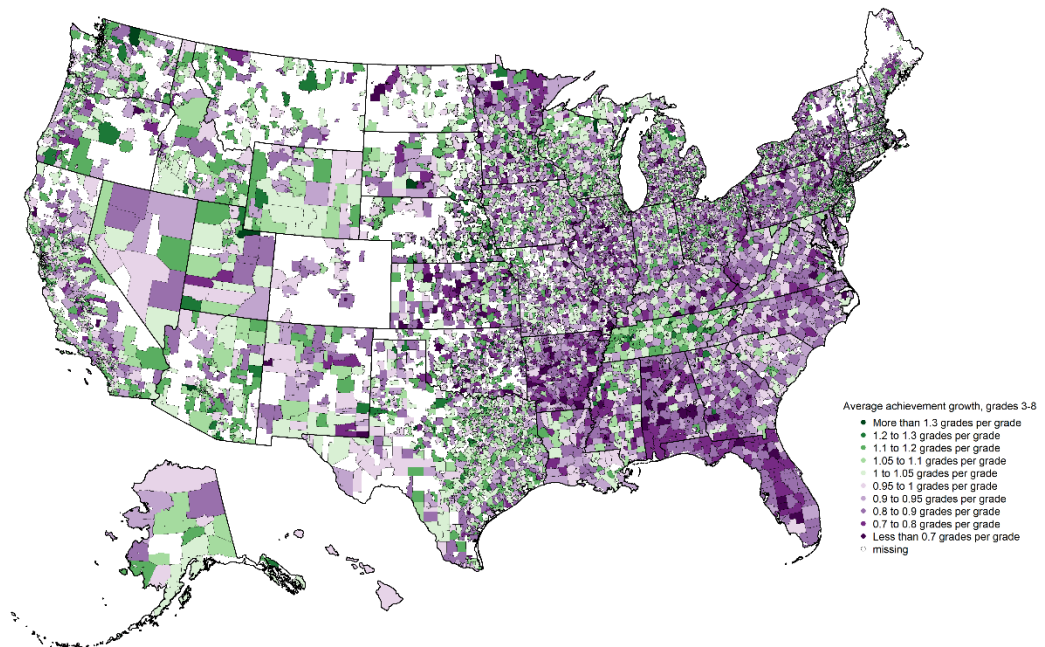 Average achievement growth, grades 3-8
More than 1.3 grades per grade
1.2 to 1.3 grades per grade
1.1 to 1.2 grades per grade
1.05 to 1.1 grades per grade
1 to 1.05 grades per grade
0.95 to 1 grades per grade
0.9 to 0.95 grades per grade
0.8 to 0.9 grades per grade
0.7 to 0.8 grades per grade
Less than 0.7 grades per grade
missing